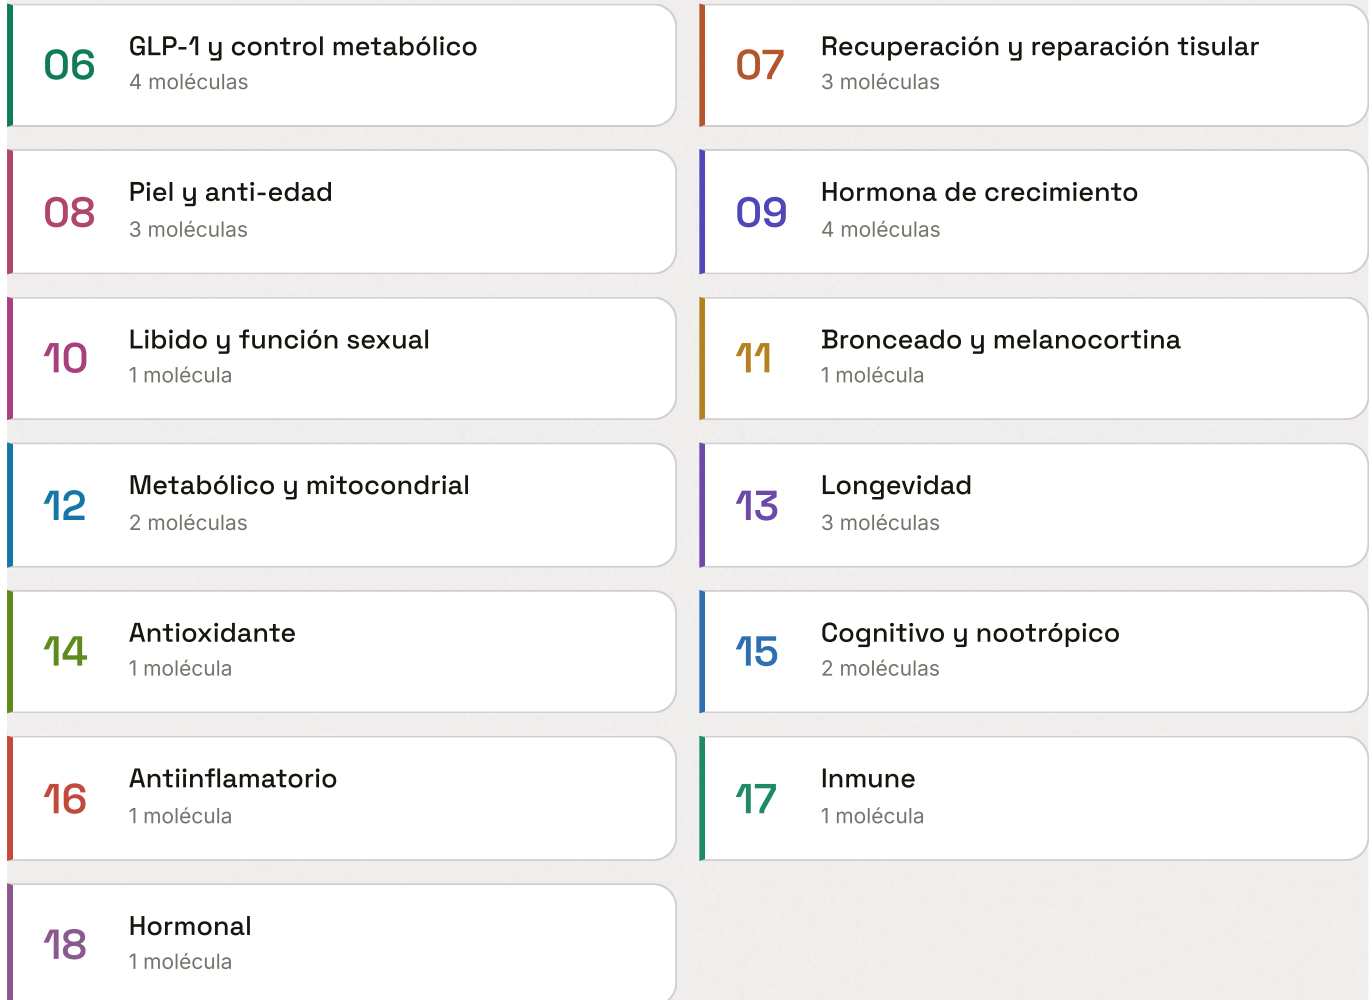 06
GLP-1 y control metabólico
4 moléculas
07
Recuperación y reparación tisular
3 moléculas
08
Piel y anti-edad
3 moléculas
09
Hormona de crecimiento
4 moléculas
10
Libido y función sexual
1 molécula
11
Bronceado y melanocortina
1 molécula
12
Metabólico y mitocondrial
2 moléculas
13
Longevidad
3 moléculas
14
Antioxidante
1 molécula
15
Cognitivo y nootrópico
2 moléculas
16
Antiinflamatorio
1 molécula
17
Inmune
1 molécula
18
Hormonal
1 molécula